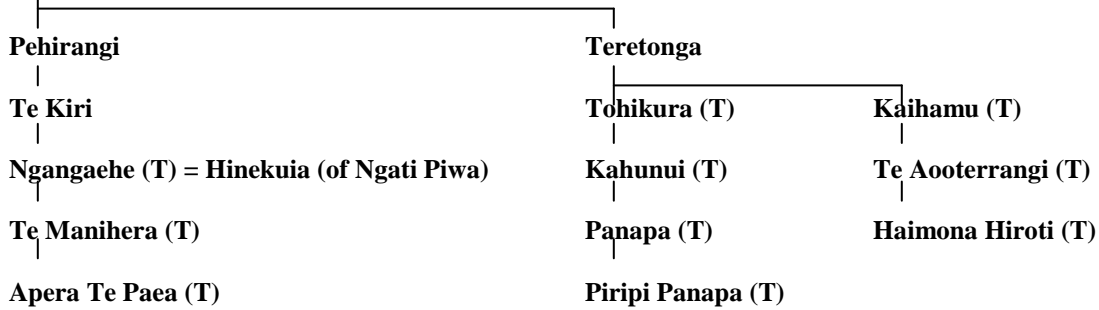 Pehirangi Teretonga
Te Kiri Tohikura (T) Kaihamu (T)
Ngangaehe (T) = Hinekuia (of Ngati Piwa) Kahunui (T) Te Aooterrangi (T)
Te Manihera (T) Panapa (T) Haimona Hiroti (T)
Apera Te Paea (T) Piripi Panapa (T)